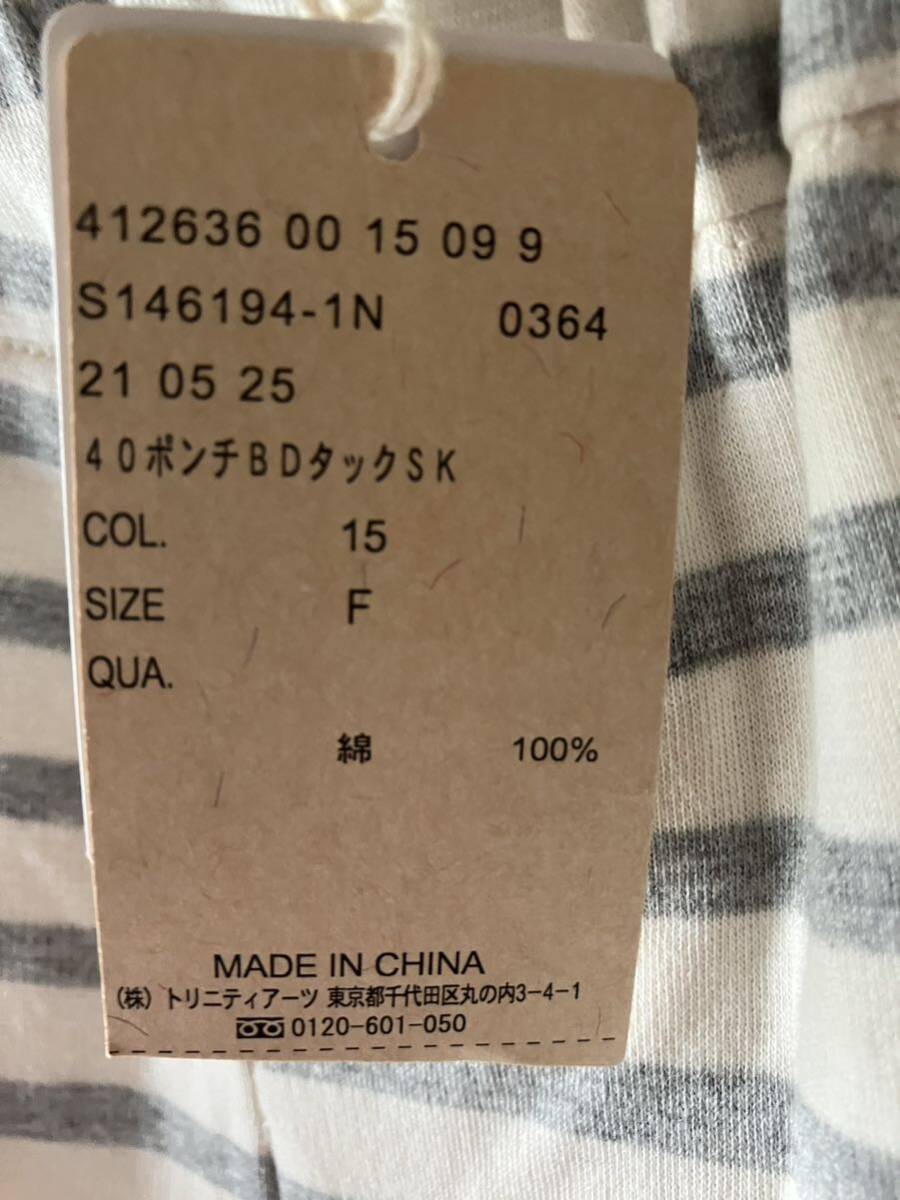 412636 00 15 09 9
S146194-1N 0364
21 05 25
40ポンチBDタックSK
COL. 15
SIZE F
QUA.
綿 100%
MADE IN CHINA
(株)トリニティアーツ 東京都千代田区丸の内3-4-1
0120-601-050